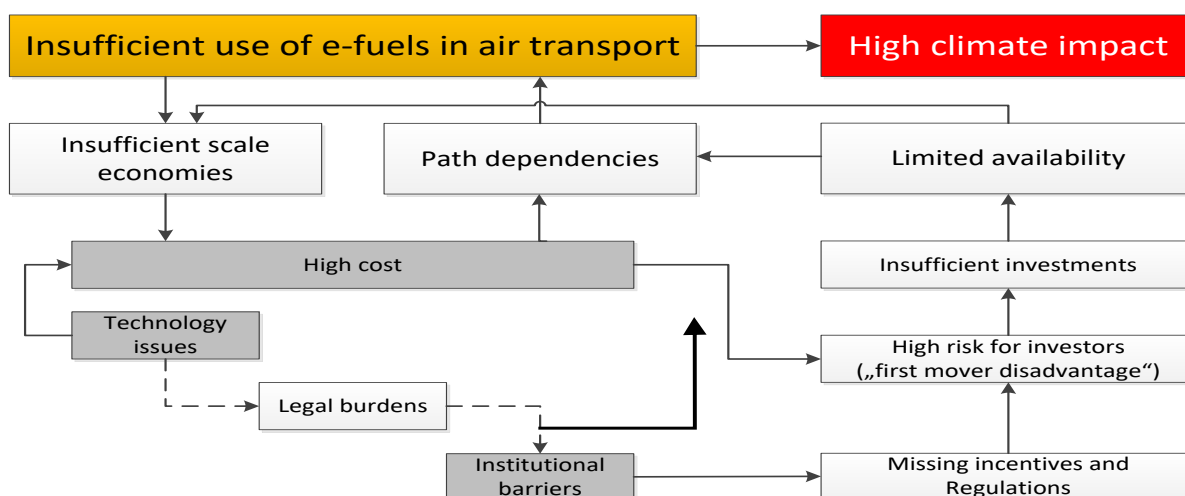 Insufficient use of e-fuels in air transport
High climate impact
Insufficient scale
economies
Path dependencies
Limited availability
High cost
Insufficient investments
Technology
issues
High risk for investors
(„first mover disadvantage“)
Legal burdens
Institutional
barriers
Missing incentives and
Regulations